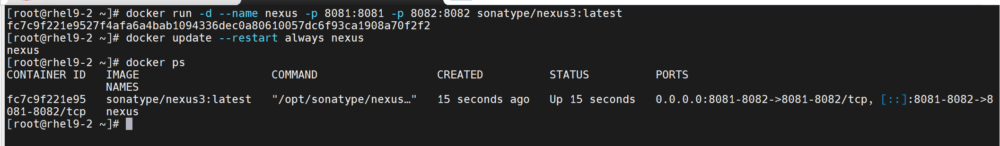 [root@rhel9-2 ~]# docker run -d --name nexus -p 8081:8081 -p 8082:8082 sonatype/nexus3:latest
fc7c9f221e9527f4afa6a4bab1094336dec0a80610057dc6f93ca1908a70f2f2
[root@rhel9-2 ~]# docker update --restart always nexus
nexus
[root@rhel9-2 ~]# docker ps
CONTAINER ID   IMAGE                    COMMAND                  CREATED          STATUS          PORTS
               NAMES
fc7c9f221e95   sonatype/nexus3:latest   "/opt/sonatype/nexus…"   15 seconds ago   Up 15 seconds   0.0.0.0:8081-8082->8081-8082/tcp, [::]:8081-8082->8
081-8082/tcp   nexus
[root@rhel9-2 ~]#